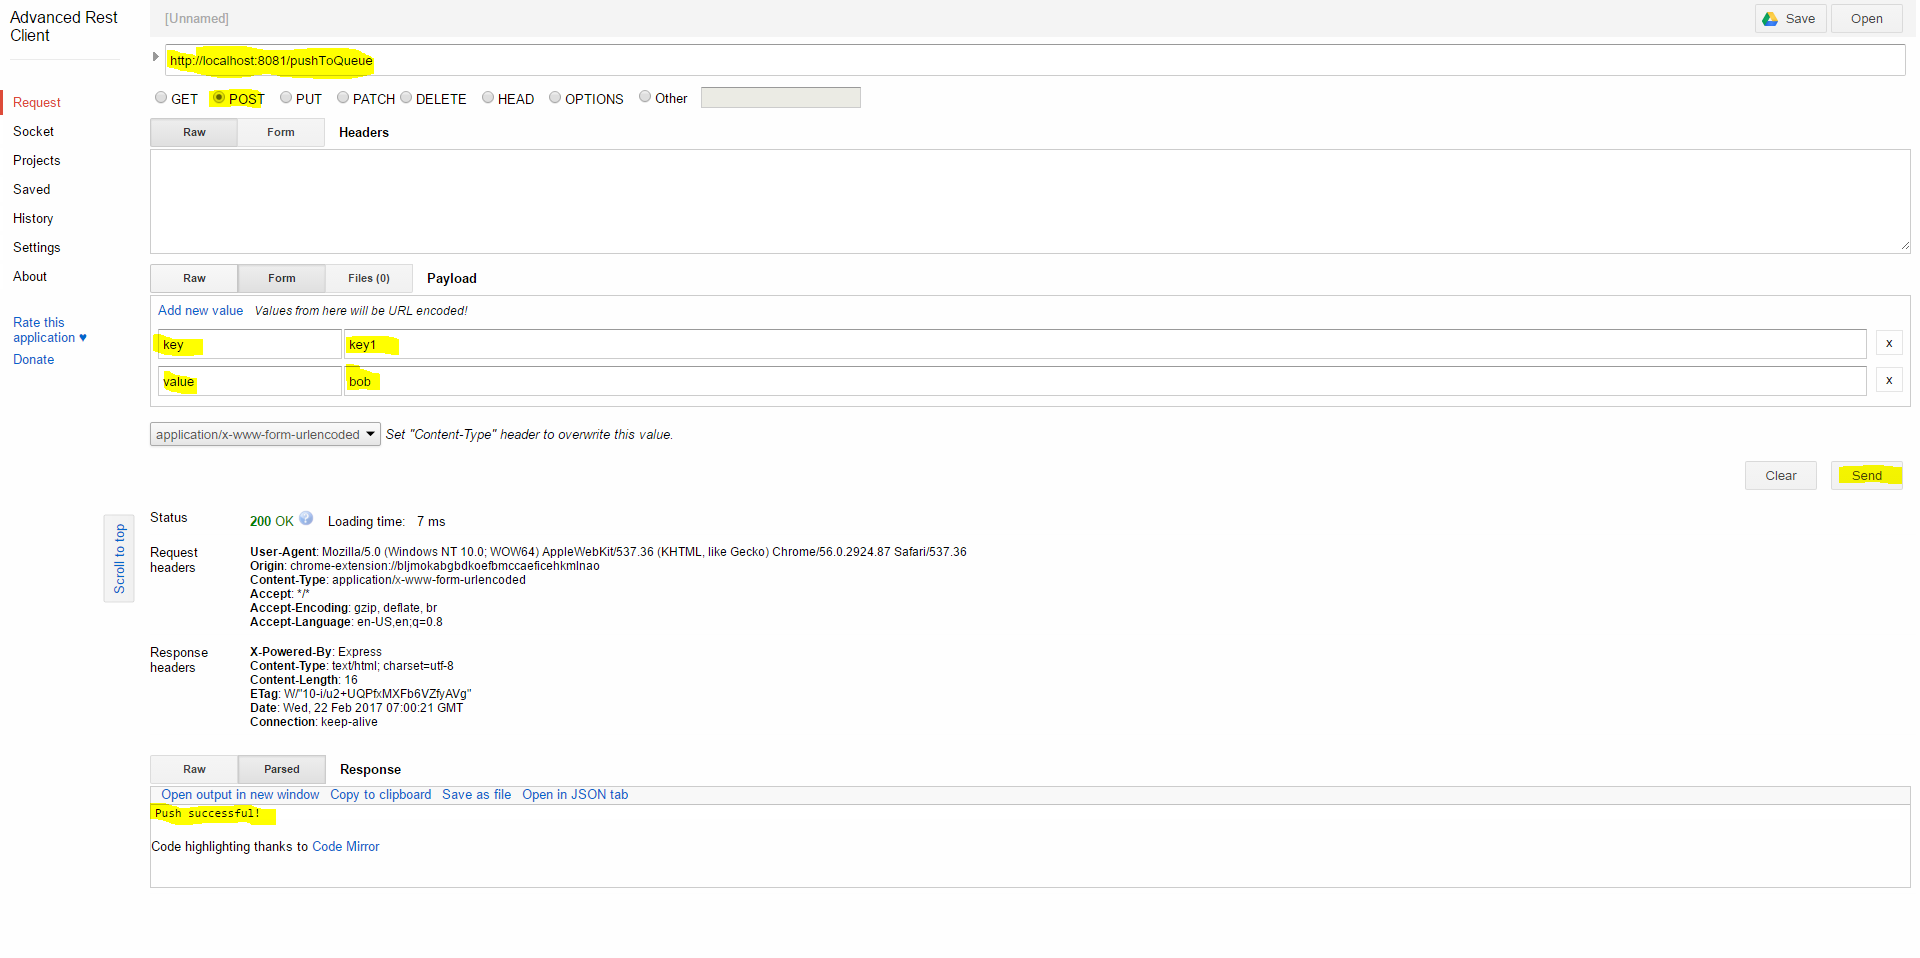 Advanced Rest
Client
[Unnamed]
Save
Open
http://localhost:8081/pushToQueue
GET POST PUT PATCH DELETE HEAD OPTIONS Other
Request
Socket
Projects
Saved
History
Settings
About
Rate this
application ♥
Donate
Raw Form Headers
Raw Form Files (0) Payload
Add new value Values from here will be URL encoded!
key key1 x
value bob x
application/x-www-form-urlencoded Set "Content-Type" header to overwrite this value.
Clear Send
Scroll to top
Status 200 OK ? Loading time: 7 ms
Request
headers
User-Agent: Mozilla/5.0 (Windows NT 10.0; WOW64) AppleWebKit/537.36 (KHTML, like Gecko) Chrome/56.0.2924.87 Safari/537.36
Origin: chrome-extension://bljmokabgbdkoefbmccaeficehkmlnao
Content-Type: application/x-www-form-urlencoded
Accept: */*
Accept-Encoding: gzip, deflate, br
Accept-Language: en-US,en;q=0.8
Response
headers
X-Powered-By: Express
Content-Type: text/html; charset=utf-8
Content-Length: 16
ETag: W/"10-i/u2+UQPfxMXFb6VZfyAVg"
Date: Wed, 22 Feb 2017 07:00:21 GMT
Connection: keep-alive
Raw Parsed Response
Open output in new window Copy to clipboard Save as file Open in JSON tab
Push successful!
Code highlighting thanks to Code Mirror